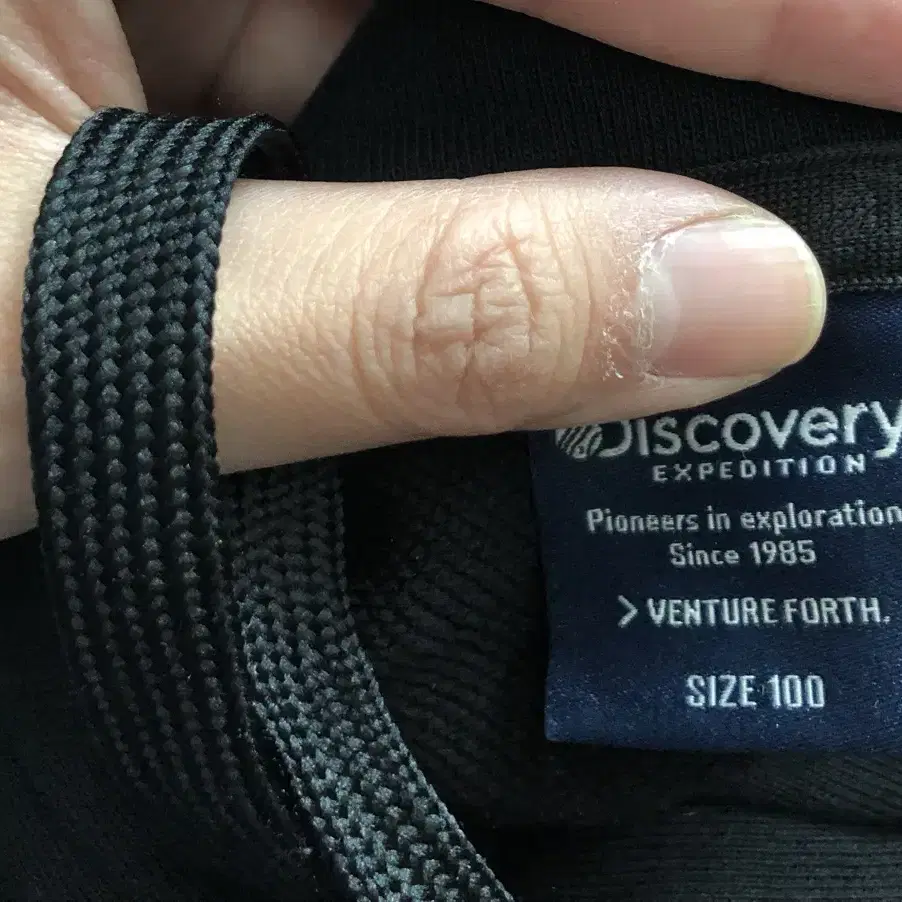 Discovery
EXPEDITION
Pioneers in exploration
Since 1985
> VENTURE FORTH.
SIZE 100